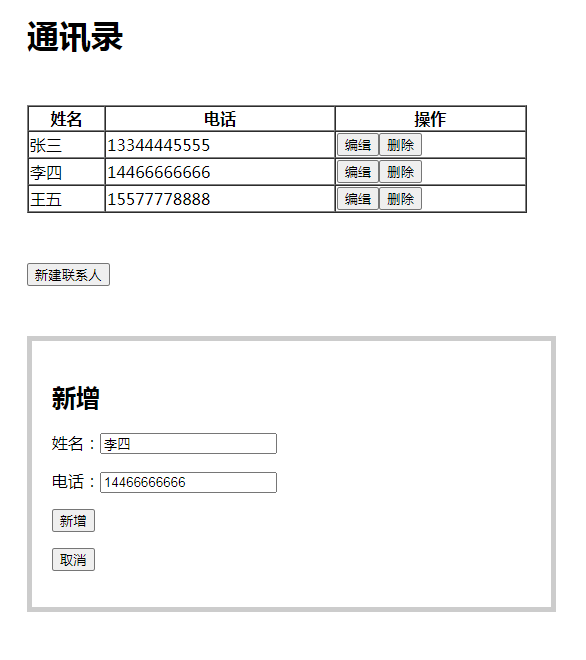 通讯录
姓名 电话 操作
张三 13344445555 编辑 删除
李四 14466666666 编辑 删除
王五 15577778888 编辑 删除
新建联系人
新增
姓名：李四
电话：14466666666
新增
取消